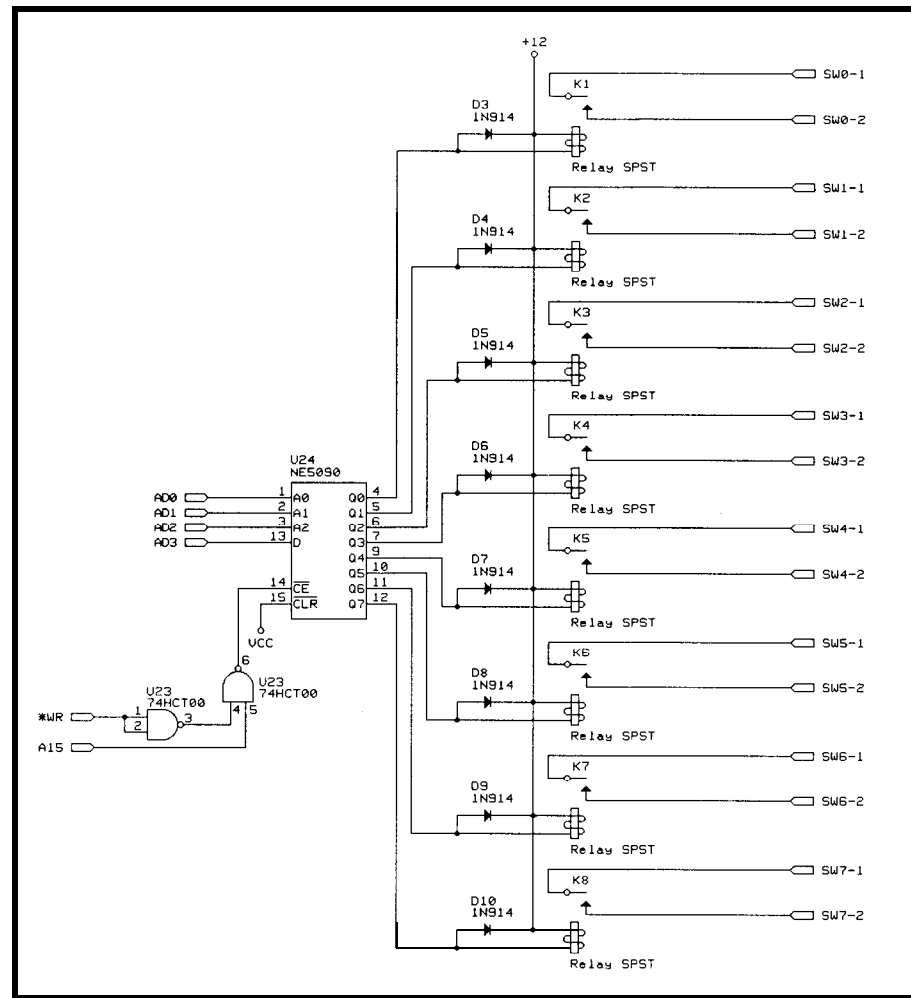 +12
SW0-1
K1
D3
1N914
SW0-2
Relay SPST
SW1-1
K2
D4
1N914
SW1-2
Relay SPST
SW2-1
K3
D5
1N914
SW2-2
Relay SPST
SW3-1
K4
D6
1N914
SW3-2
Relay SPST
U24
NE5090
AD0 1 A0 Q0 4
AD1 2 A1 Q1 5
AD2 3 A2 Q2 6
AD3 13 D Q3 7
Q4 9
Q5 10
14 CE Q6 11
15 CLR Q7 12
VCC
SW4-1
K5
D7
1N914
SW4-2
Relay SPST
6
U23
74HCT00
4 5
U23
74HCT00
*WR 1 3
2
A15
SW5-1
K6
D8
1N914
SW5-2
Relay SPST
SW6-1
K7
D9
1N914
SW6-2
Relay SPST
SW7-1
K8
D10
1N914
SW7-2
Relay SPST